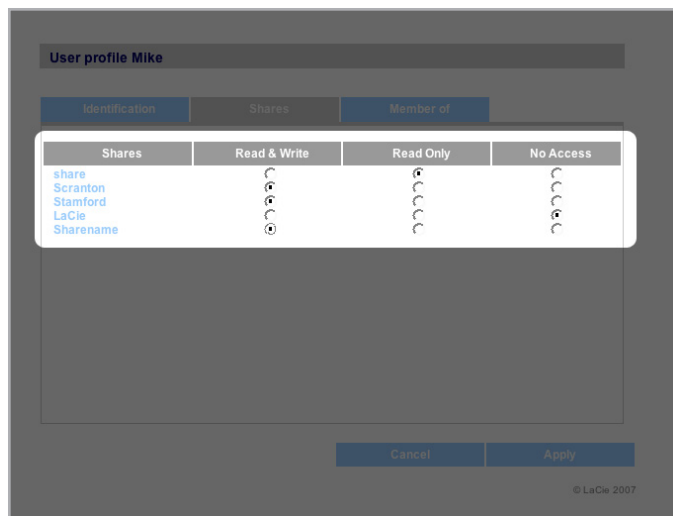 User profile Mike
Identification Shares Member of
Shares Read & Write Read Only No Access
share
Scranton
Stamford
LaCie
Sharename
Cancel Apply
© LaCie 2007